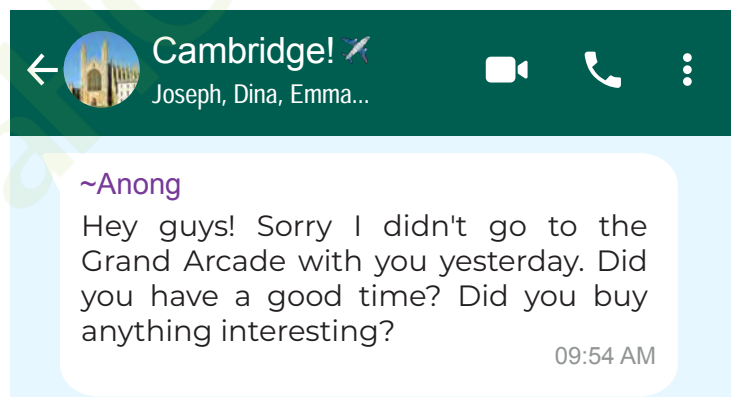 Cambridge!
Joseph, Dina, Emma...
~Anong
Hey guys! Sorry I didn't go to the
Grand Arcade with you yesterday. Did
you have a good time? Did you buy
anything interesting?
09:54 AM